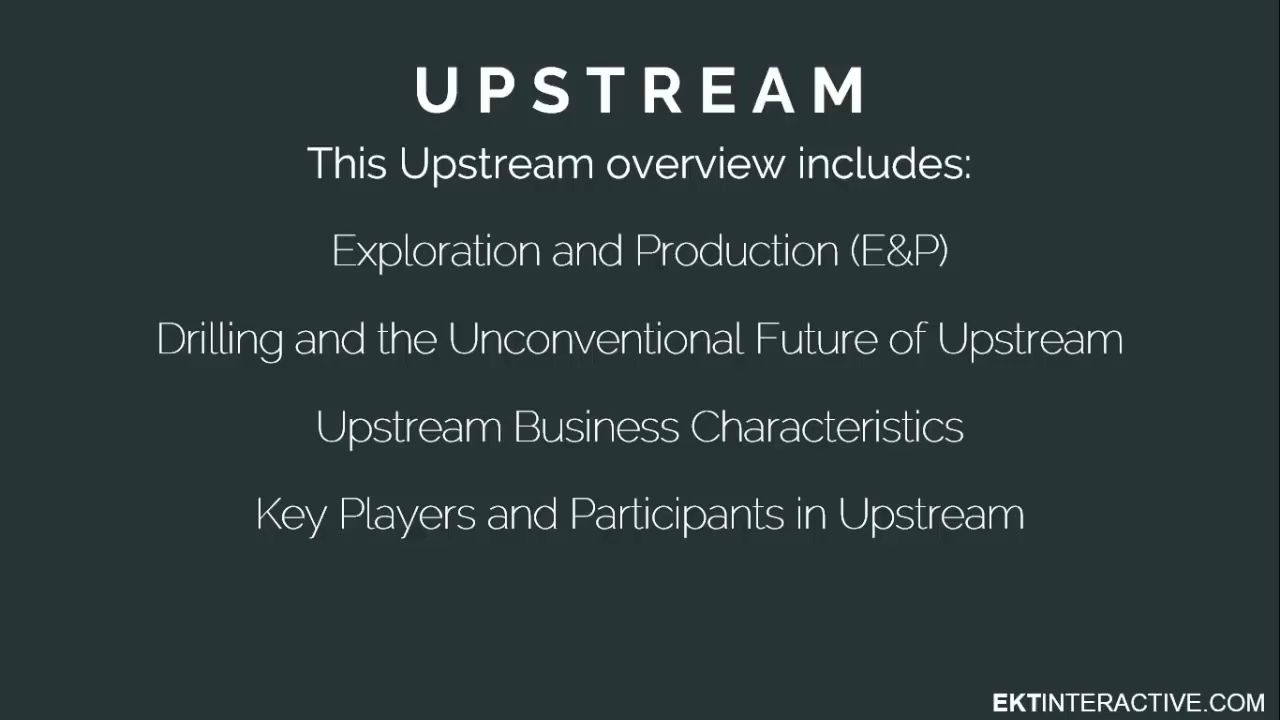 UPSTREAM
This Upstream overview includes:
Exploration and Production (E&P)
Drilling and the Unconventional Future of Upstream
Upstream Business Characteristics
Key Players and Participants in Upstream
EKTINTERACTIVE.COM